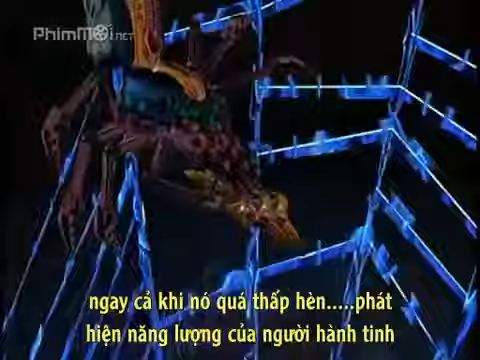 PhimMoi.NET
ngay cả khi nó quá thấp hèn.....phát
hiện năng lượng của người hành tinh